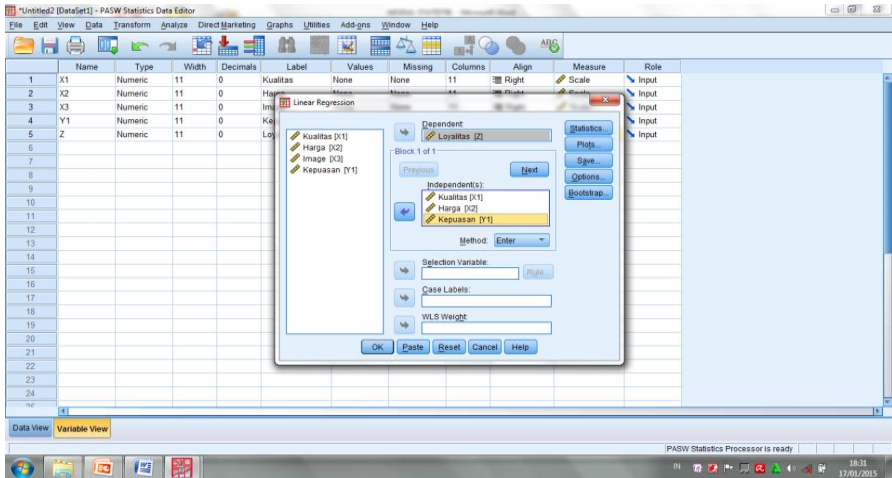 *Untitled2 [DataSet1] - PASW Statistics Data Editor
File Edit View Data Transform Analyze Direct Marketing Graphs Utilities Add-ons Window Help
Name Type Width Decimals Label Values Missing Columns Align Measure Role
1 X1 Numeric 11 0 Kualitas None None 11 Right Scale Input
2 X2 Numeric 11 0 Input
3 X3 Numeric 11 0 Input
4 Y1 Numeric 11 0 Input
5 Z Numeric 11 0 Input
6
7
8
9
10
11
12
13
14
15
16
17
18
19
20
21
22
23
24
Linear Regression
Kualitas [X1]
Harga [X2]
Image [X3]
Kepuasan [Y1]
Dependent:
Loyalitas [Z]
Block 1 of 1
Previous Next
Independent(s):
Kualitas [X1]
Harga [X2]
Kepuasan [Y1]
Method: Enter
Selection Variable:
Rule...
Case Labels:
WLS Weight:
Statistics...
Plots...
Save...
Options...
Bootstrap...
OK Paste Reset Cancel Help
Data View Variable View
PASW Statistics Processor is ready
IN 18:31
17/01/2015